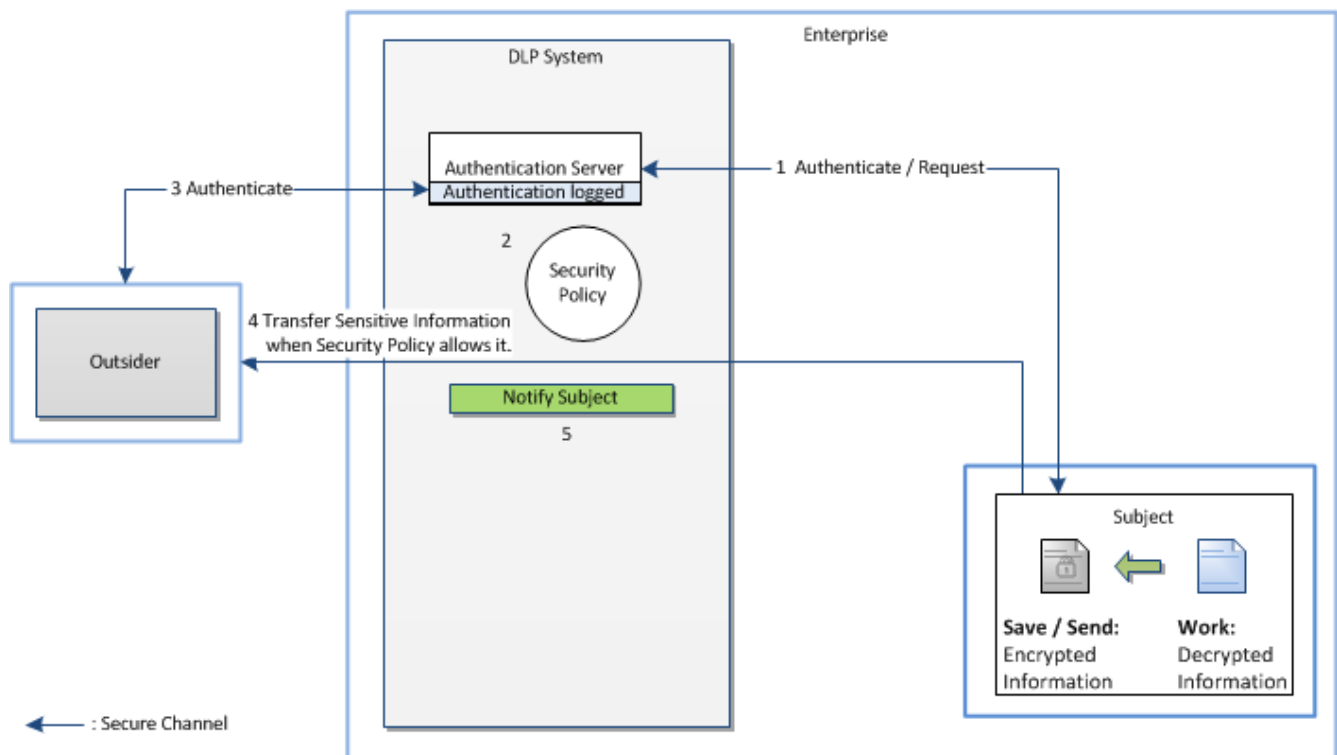 Enterprise
DLP System
Authentication Server
Authentication logged
1 Authenticate / Request
3 Authenticate
2
Security
Policy
4 Transfer Sensitive Information
when Security Policy allows it.
Outsider
Notify Subject
5
Subject
Save / Send:
Encrypted
Information
Work:
Decrypted
Information
: Secure Channel